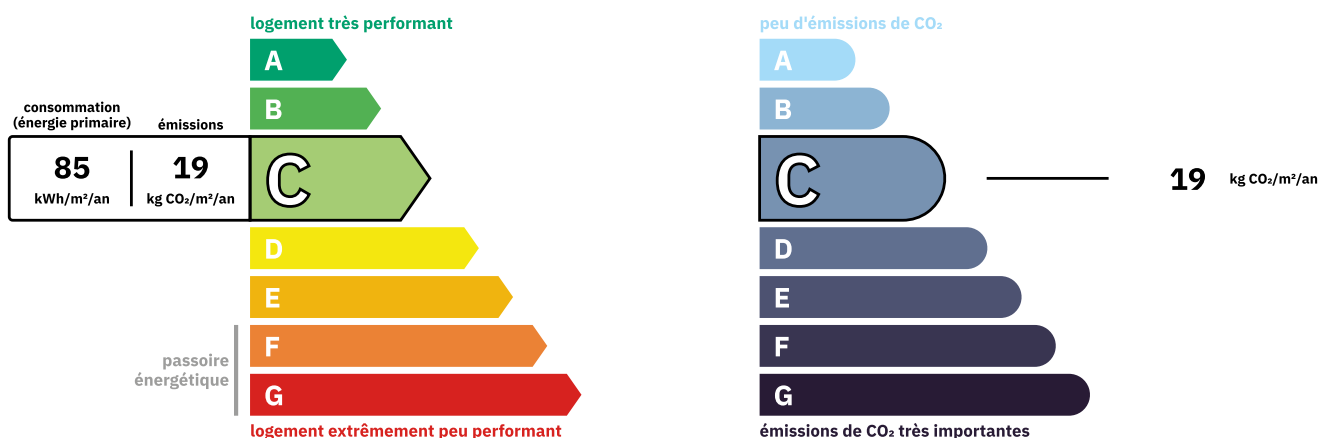 logement très performant
A
B
consommation
(énergie primaire)
émissions
85
kWh/m²/an
19
kg CO₂/m²/an
C
D
E
F
G
passoire
énergétique
logement extrêmement peu performant
peu d'émissions de CO₂
A
B
C
19 kg CO₂/m²/an
D
E
F
G
émissions de CO₂ très importantes